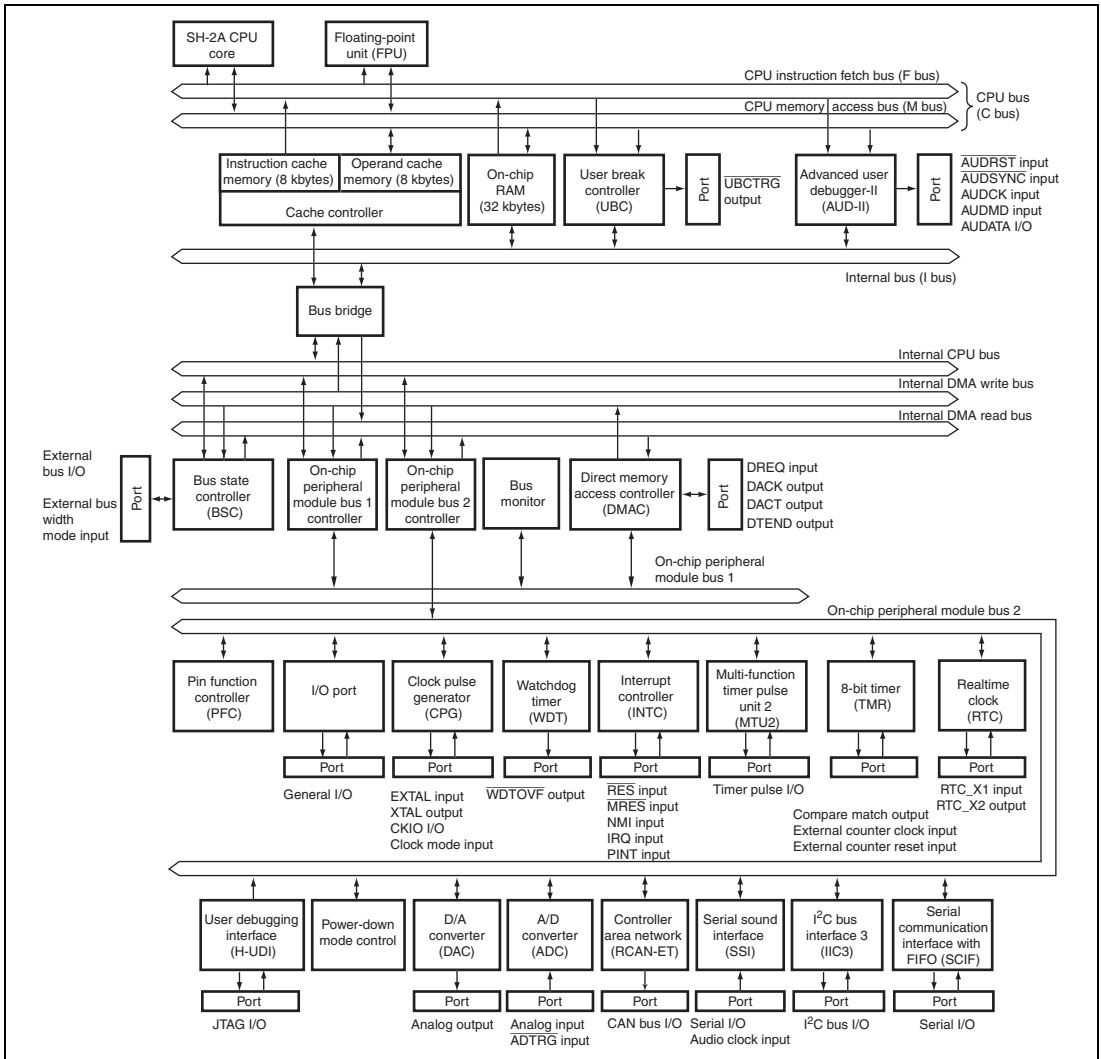 SH-2A CPU
core
Floating-point
unit (FPU)
CPU instruction fetch bus (F bus)
CPU memory access bus (M bus)
CPU bus
(C bus)
Instruction cache
memory (8 kbytes)
Operand cache
memory (8 kbytes)
Cache controller
On-chip
RAM
(32 kbytes)
User break
controller
(UBC)
Port
UBCTRG
output
Advanced user
debugger-II
(AUD-II)
Port
AUDRST input
AUDSYNC input
AUDCK input
AUDMD input
AUDATA I/O
Internal bus (I bus)
Bus bridge
Internal CPU bus
Internal DMA write bus
Internal DMA read bus
External
bus I/O
External bus
width
mode input
Port
Bus state
controller
(BSC)
On-chip
peripheral
module bus 1
controller
On-chip
peripheral
module bus 2
controller
Bus
monitor
Direct memory
access controller
(DMAC)
Port
DREQ input
DACK output
DACT output
DTEND output
On-chip peripheral
module bus 1
On-chip peripheral module bus 2
Pin function
controller
(PFC)
I/O port
Clock pulse
generator
(CPG)
Watchdog
timer
(WDT)
Interrupt
controller
(INTC)
Multi-function
timer pulse
unit 2
(MTU2)
8-bit timer
(TMR)
Realtime
clock
(RTC)
Port
Port
Port
Port
Port
Port
Port
General I/O
EXTAL input
XTAL output
CKIO I/O
Clock mode input
WDTOVF output
RES input
MRES input
NMI input
IRQ input
PINT input
Timer pulse I/O
Compare match output
External counter clock input
External counter reset input
RTC_X1 input
RTC_X2 output
User debugging
interface
(H-UDI)
Power-down
mode control
D/A
converter
(DAC)
A/D
converter
(ADC)
Controller
area network
(RCAN-ET)
Serial sound
interface
(SSI)
I²C bus
interface 3
(IIC3)
Serial
communication
interface with
FIFO (SCIF)
Port
Port
Port
Port
Port
Port
Port
JTAG I/O
Analog output
Analog input
ADTRG input
CAN bus I/O
Serial I/O
Audio clock input
I²C bus I/O
Serial I/O